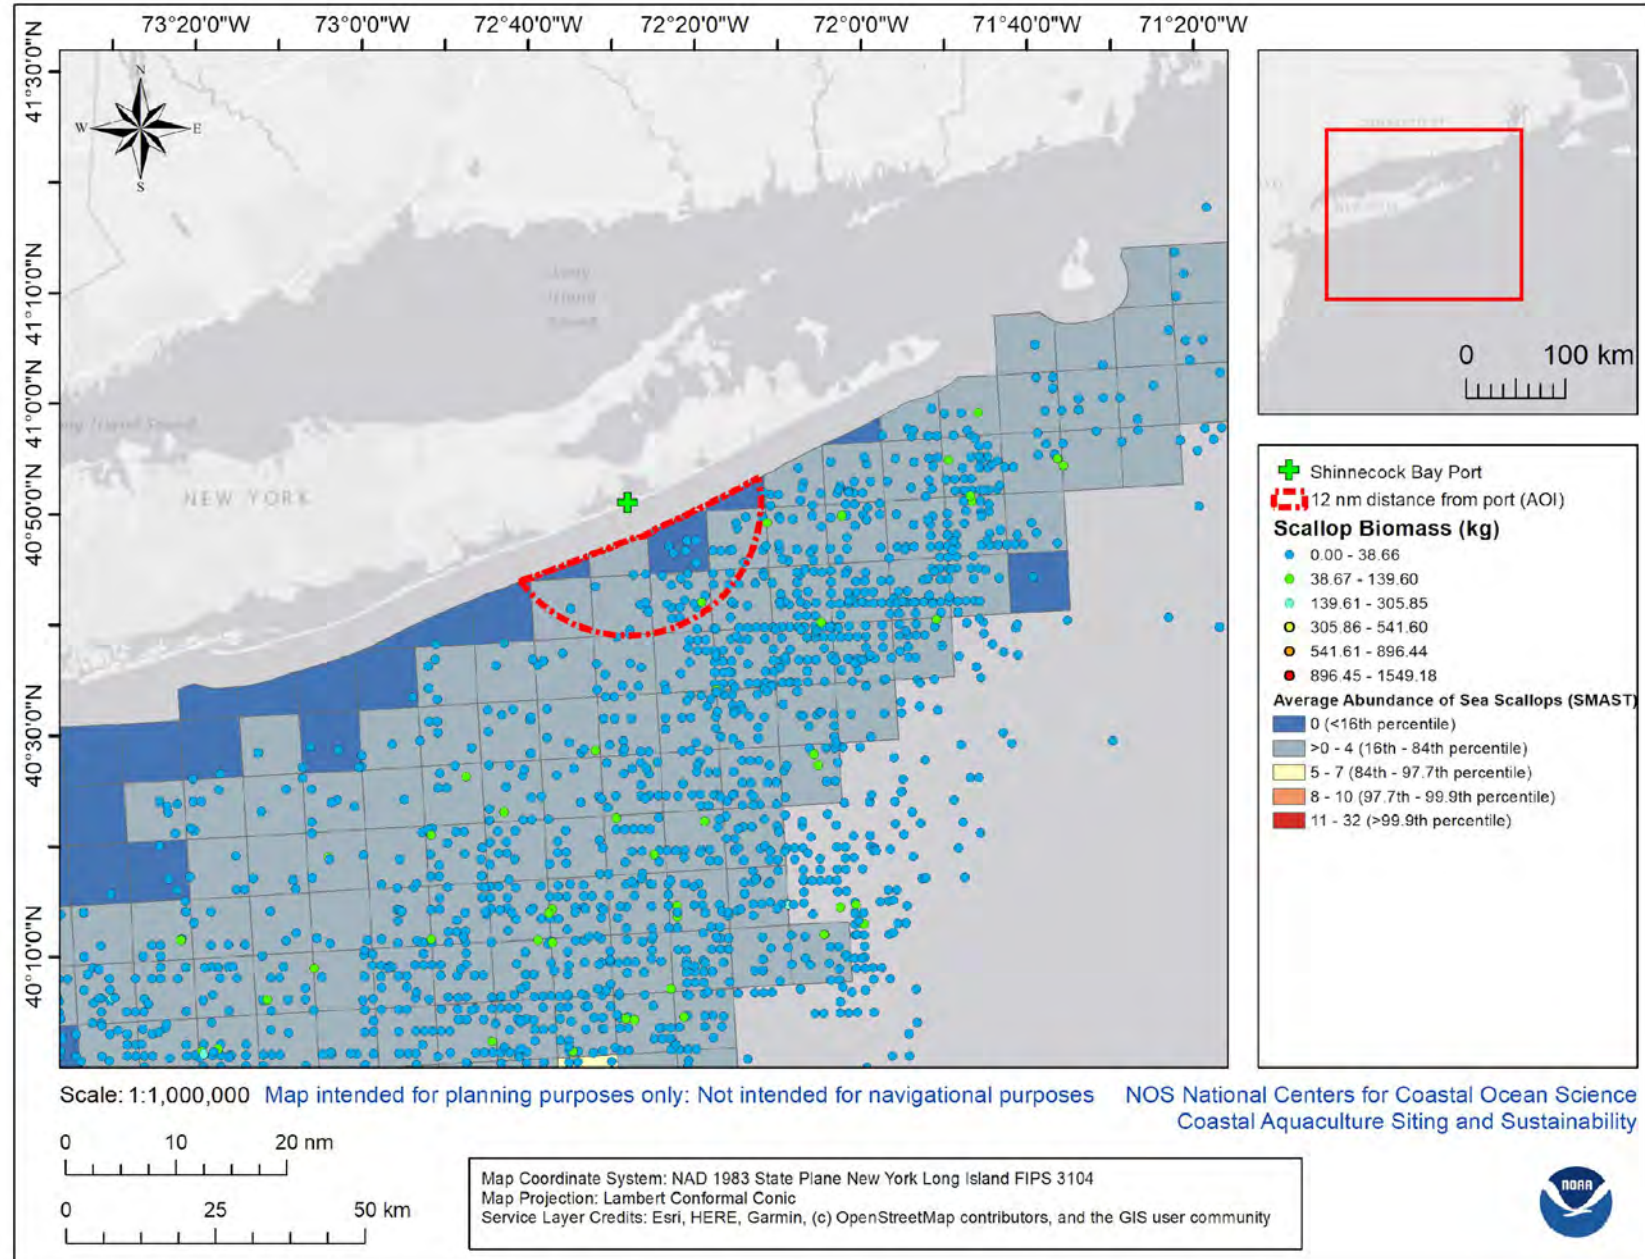 73°20'0"W 73°0'0"W 72°40'0"W 72°20'0"W 72°0'0"W 71°40'0"W 71°20'0"W
41°30'0"N
41°10'0"N
41°0'0"N
40°50'0"N
40°30'0"N
40°10'0"N
N
W E
S
Long
Island
Sound
NEW YORK
0 100 km
Shinnecock Bay Port
12 nm distance from port (AOI)
Scallop Biomass (kg)
0.00 - 38.66
38.67 - 139.60
139.61 - 305.85
305.86 - 541.60
541.61 - 896.44
896.45 - 1549.18
Average Abundance of Sea Scallops (SMAST)
0 (<16th percentile)
>0 - 4 (16th - 84th percentile)
5 - 7 (84th - 97.7th percentile)
8 - 10 (97.7th - 99.9th percentile)
11 - 32 (>99.9th percentile)
Scale: 1:1,000,000 Map intended for planning purposes only: Not intended for navigational purposes
NOS National Centers for Coastal Ocean Science
Coastal Aquaculture Siting and Sustainability
0 10 20 nm
0 25 50 km
Map Coordinate System: NAD 1983 State Plane New York Long Island FIPS 3104
Map Projection: Lambert Conformal Conic
Service Layer Credits: Esri, HERE, Garmin, (c) OpenStreetMap contributors, and the GIS user community
NOAA